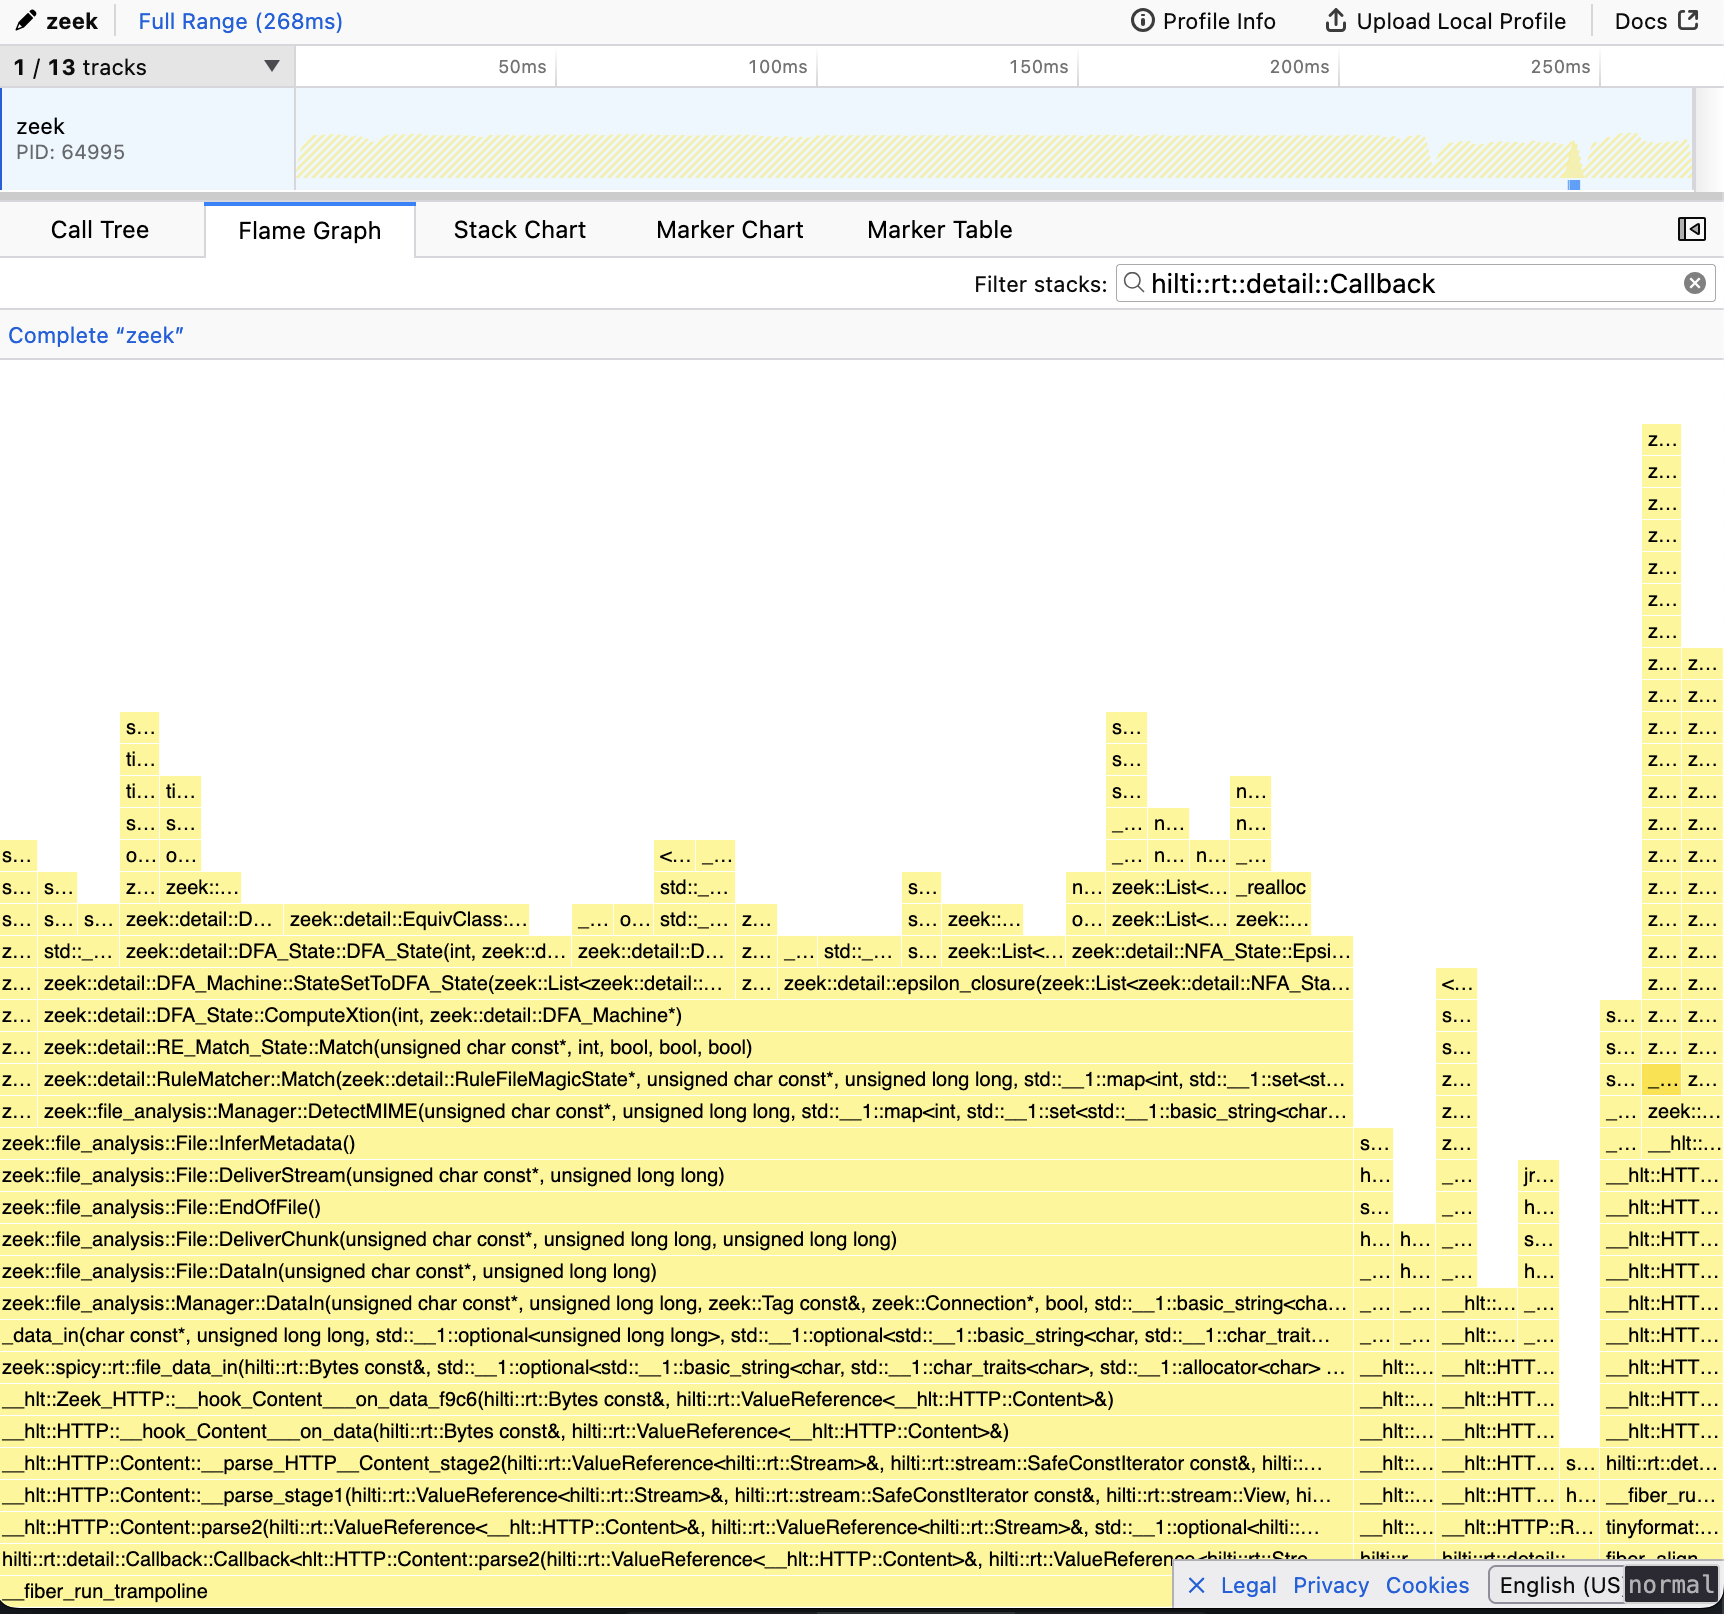 zeek Full Range (268ms) Profile Info Upload Local Profile Docs
1 / 13 tracks 50ms 100ms 150ms 200ms 250ms
zeek
PID: 64995
Call Tree Flame Graph Stack Chart Marker Chart Marker Table
Filter stacks: hilti::rt::detail::Callback
Complete “zeek”
z...
z...
z...
z...
z...
z...
z...
z... z...
z... z...
s... s... z... z...
ti... s... z... z...
ti... ti... s... n... z... z...
s... s... _... n... n... z... z...
s... o... o... <... _... _... n... n... _... z... z...
s... s... z... zeek::... std::_... s... n... zeek::List<... _realloc z... z...
s... s... s... zeek::detail::D... zeek::detail::EquivClass:... _... o... std::_... z... s... zeek::... o... zeek::List<... zeek::... z... z...
z... std::_... zeek::detail::DFA_State::DFA_State(int, zeek::d... zeek::detail::D... z... _... std::_... s... zeek::List<... zeek::detail::NFA_State::Epsi... z... z...
z... zeek::detail::DFA_Machine::StateSetToDFA_State(zeek::List<zeek::detail::... z... zeek::detail::epsilon_closure(zeek::List<zeek::detail::NFA_Sta... <... z... z...
z... zeek::detail::DFA_State::ComputeXtion(int, zeek::detail::DFA_Machine*) s... s... z... z...
z... zeek::detail::RE_Match_State::Match(unsigned char const*, int, bool, bool, bool) s... s... z... z...
z... zeek::detail::RuleMatcher::Match(zeek::detail::RuleFileMagicState*, unsigned char const*, unsigned long long, std::__1::map<int, std::__1::set<st... z... s... _... z...
z... zeek::file_analysis::Manager::DetectMIME(unsigned char const*, unsigned long long, std::__1::map<int, std::__1::set<std::__1::basic_string<char... z... _... zeek::...
zeek::file_analysis::File::InferMetadata() s... z... _... __hlt::...
zeek::file_analysis::File::DeliverStream(unsigned char const*, unsigned long long) h... _... jr... __hlt::HTT...
zeek::file_analysis::File::EndOfFile() s... _... h... __hlt::HTT...
zeek::file_analysis::File::DeliverChunk(unsigned char const*, unsigned long long, unsigned long long) h... h... _... s... __hlt::HTT...
zeek::file_analysis::File::DataIn(unsigned char const*, unsigned long long) _... h... _... h... __hlt::HTT...
zeek::file_analysis::Manager::DataIn(unsigned char const*, unsigned long long, zeek::Tag const&, zeek::Connection*, bool, std::__1::basic_string<cha... _... _... __hlt::... _... __hlt::HTT...
_data_in(char const*, unsigned long long, std::__1::optional<unsigned long long>, std::__1::optional<std::__1::basic_string<char, std::__1::char_trait... _... _... __hlt::... _... __hlt::HTT...
zeek::spicy::rt::file_data_in(hilti::rt::Bytes const&, std::__1::optional<std::__1::basic_string<char, std::__1::char_traits<char>, std::__1::allocator<char> ... __hlt::... __hlt::HTT... __hlt::HTT...
__hlt::Zeek_HTTP::__hook_Content___on_data_f9c6(hilti::rt::Bytes const&, hilti::rt::ValueReference<__hlt::HTTP::Content>&) __hlt::... __hlt::HTT... __hlt::HTT...
__hlt::HTTP::__hook_Content___on_data(hilti::rt::Bytes const&, hilti::rt::ValueReference<__hlt::HTTP::Content>&) __hlt::... __hlt::HTT... __hlt::HTT...
__hlt::HTTP::Content::__parse_HTTP__Content_stage2(hilti::rt::ValueReference<hilti::rt::Stream>&, hilti::rt::stream::SafeConstIterator const&, hilti::... __hlt::... __hlt::HTT... s... hilti::rt::det...
__hlt::HTTP::Content::__parse_stage1(hilti::rt::ValueReference<hilti::rt::Stream>&, hilti::rt::stream::SafeConstIterator const&, hilti::rt::stream::View, hi... __hlt::... __hlt::HTT... h... __fiber_ru...
__hlt::HTTP::Content::parse2(hilti::rt::ValueReference<__hlt::HTTP::Content>&, hilti::rt::ValueReference<hilti::rt::Stream>&, std::__1::optional<hilti::... __hlt::... __hlt::HTTP::R... tinyformat:...
hilti::rt::detail::Callback::Callback<hlt::HTTP::Content::parse2(hilti::rt::ValueReference<__hlt::HTTP::Content>&, hilti::rt::ValueReference<hilti::rt::Stre... hilti::r... hilti::rt::detail:... fiber_align...
__fiber_run_trampoline
Legal Privacy Cookies English (US normal